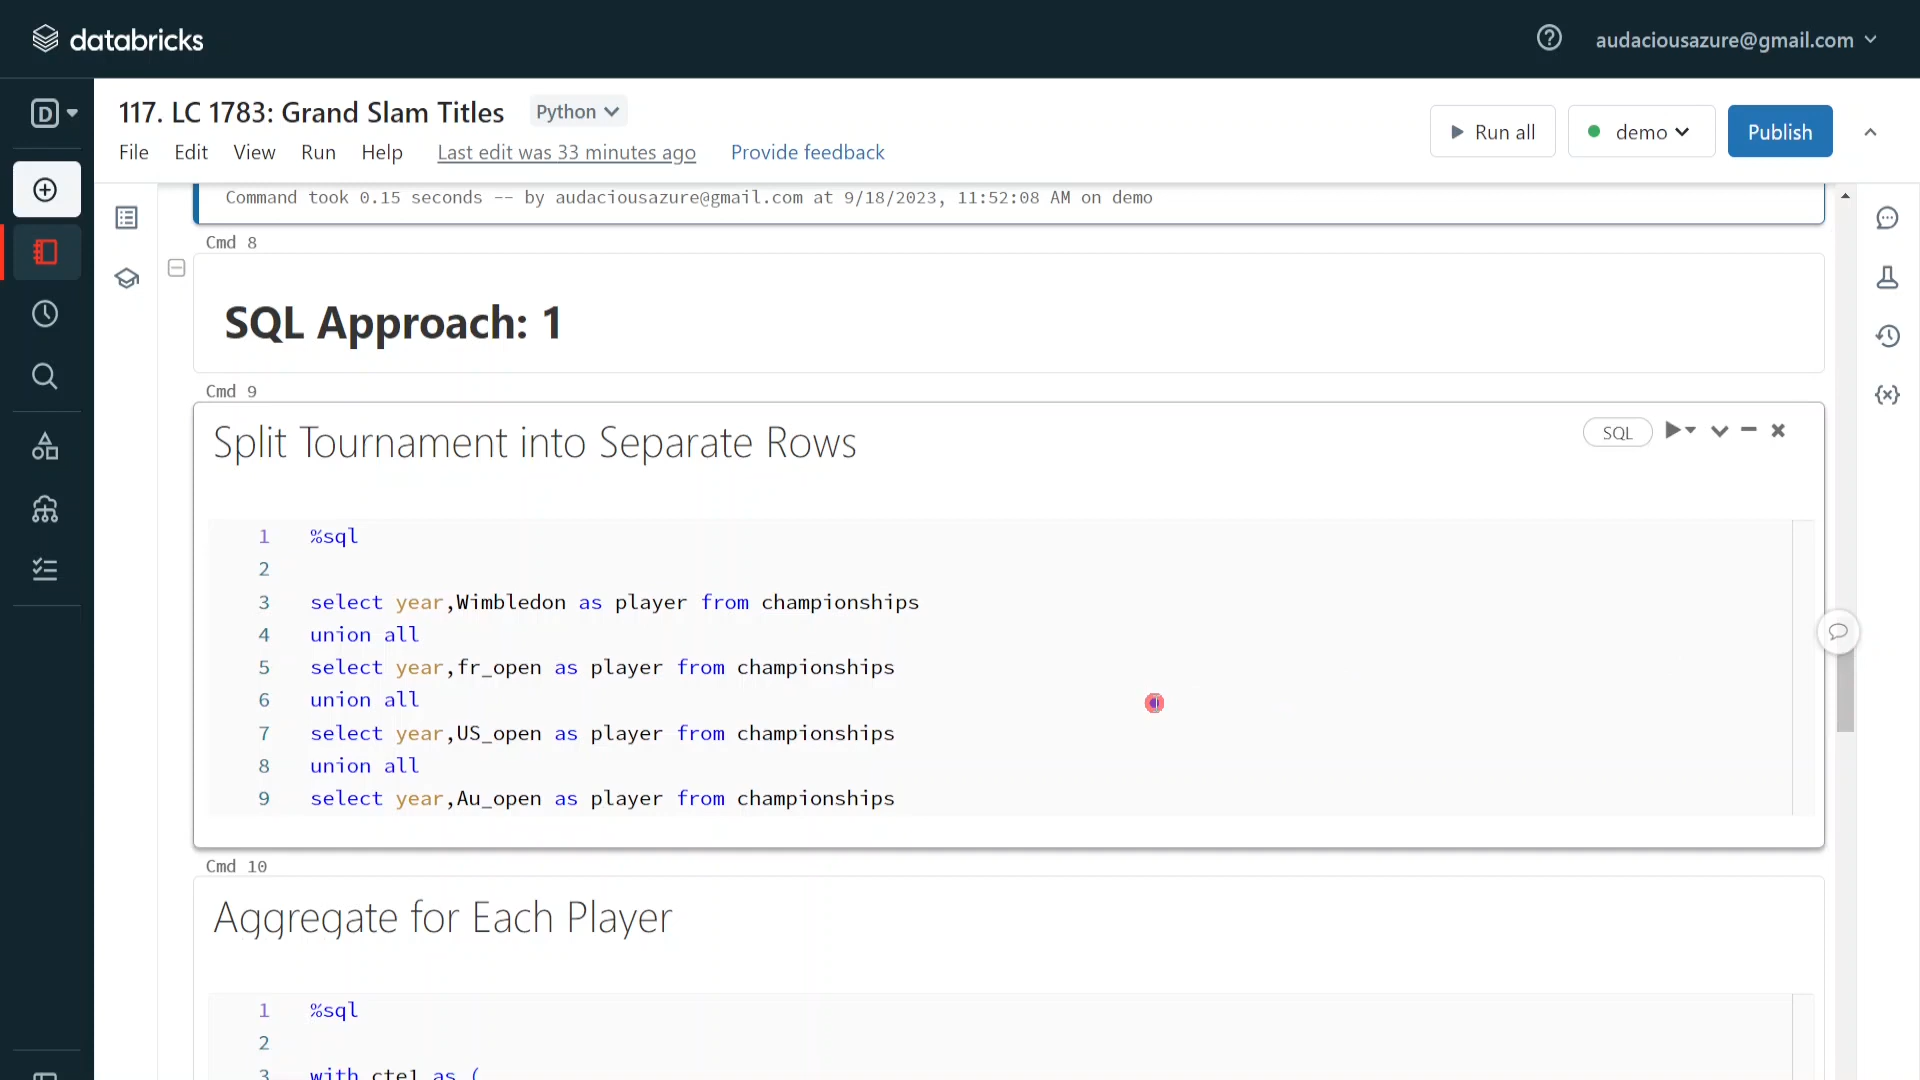 databricks
audaciousazure@gmail.com
D
117. LC 1783: Grand Slam Titles
Python
File Edit View Run Help Last edit was 33 minutes ago Provide feedback
Run all
demo
Publish
Command took 0.15 seconds -- by audaciousazure@gmail.com at 9/18/2023, 11:52:08 AM on demo
Cmd 8
SQL Approach: 1
Cmd 9
Split Tournament into Separate Rows
SQL
1 %sql
2
3 select year,Wimbledon as player from championships
4 union all
5 select year,fr_open as player from championships
6 union all
7 select year,US_open as player from championships
8 union all
9 select year,Au_open as player from championships
Cmd 10
Aggregate for Each Player
1 %sql
2
3 with cte1 as (